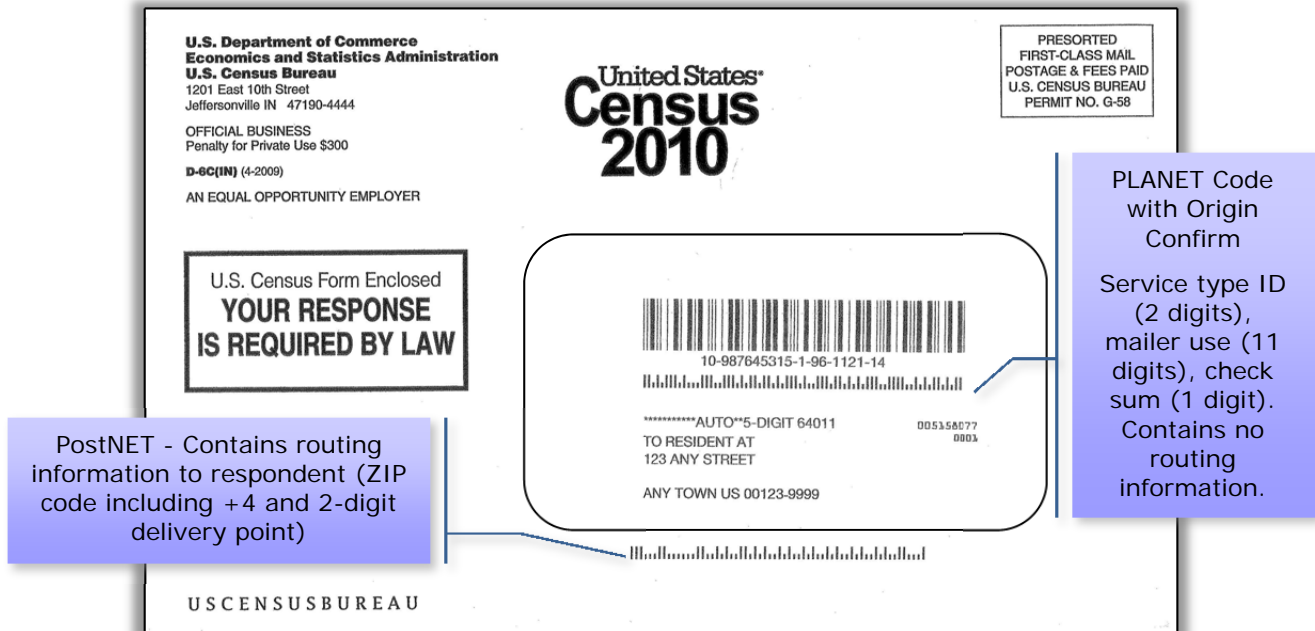 U.S. Department of Commerce
Economics and Statistics Administration
U.S. Census Bureau
1201 East 10th Street
Jeffersonville IN 47190-4444
OFFICIAL BUSINESS
Penalty for Private Use $300
D-6C(IN) (4-2009)
AN EQUAL OPPORTUNITY EMPLOYER
United States®
Census
2010
PRESORTED
FIRST-CLASS MAIL
POSTAGE & FEES PAID
U.S. CENSUS BUREAU
PERMIT NO. G-58
U.S. Census Form Enclosed
YOUR RESPONSE
IS REQUIRED BY LAW
10-987645315-1-96-1121-14
***********AUTO**5-DIGIT 64011
TO RESIDENT AT
123 ANY STREET
ANY TOWN US 00123-9999
005158077
0001
PLANET Code
with Origin
Confirm
Service type ID
(2 digits),
mailer use (11
digits), check
sum (1 digit).
Contains no
routing
information.
PostNET - Contains routing
information to respondent (ZIP
code including +4 and 2-digit
delivery point)
USCENSUSBUREAU